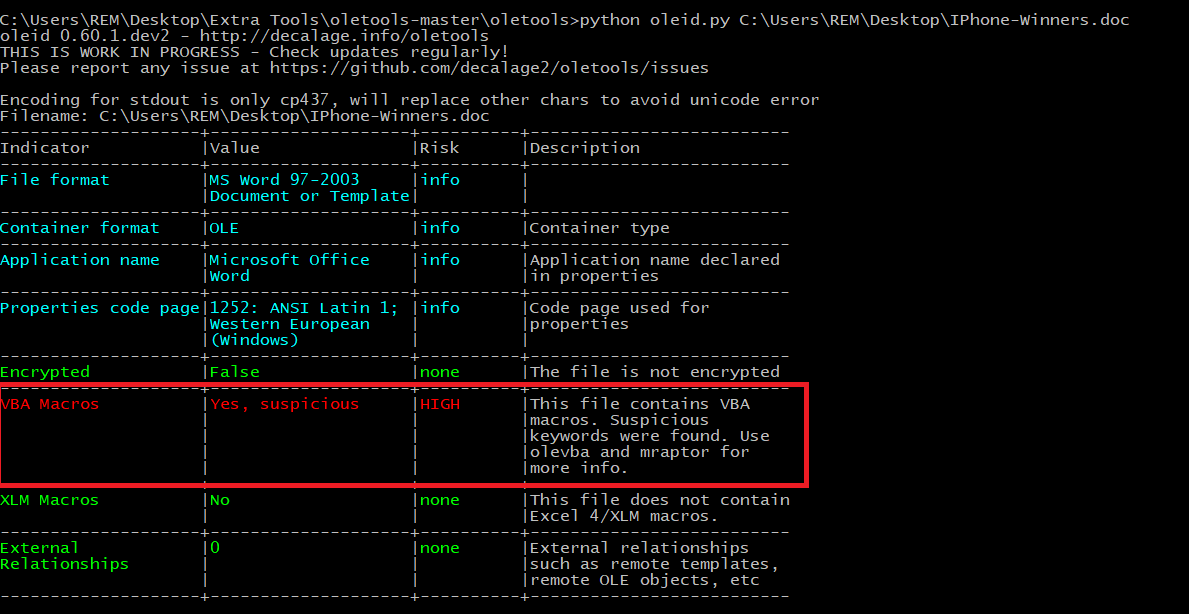 C:\Users\REM\Desktop\Extra Tools\oletools-master\oletools>python oleid.py C:\Users\REM\Desktop\IPhone-Winners.doc
oleid 0.60.1.dev2 - http://decalage.info/oletools
THIS IS WORK IN PROGRESS - Check updates regularly!
Please report any issue at https://github.com/decalage2/oletools/issues

Encoding for stdout is only cp437, will replace other chars to avoid unicode error
Filename: C:\Users\REM\Desktop\IPhone-Winners.doc
--------------------+--------------------+----------+--------------------------
Indicator           |Value               |Risk      |Description
--------------------+--------------------+----------+--------------------------
File format         |MS Word 97-2003     |info      |
                    |Document or Template|          |
--------------------+--------------------+----------+--------------------------
Container format    |OLE                 |info      |Container type
--------------------+--------------------+----------+--------------------------
Application name    |Microsoft Office    |info      |Application name declared
                    |Word                |          |in properties
--------------------+--------------------+----------+--------------------------
Properties code page|1252: ANSI Latin 1; |info      |Code page used for
                    |Western European    |          |properties
                    |(Windows)           |          |
--------------------+--------------------+----------+--------------------------
Encrypted           |False               |none      |The file is not encrypted
--------------------+--------------------+----------+--------------------------
VBA Macros          |Yes, suspicious     |HIGH      |This file contains VBA
                    |                    |          |macros. Suspicious
                    |                    |          |keywords were found. Use
                    |                    |          |olevba and mraptor for
                    |                    |          |more info.
--------------------+--------------------+----------+--------------------------
XLM Macros          |No                  |none      |This file does not contain
                    |                    |          |Excel 4/XLM macros.
--------------------+--------------------+----------+--------------------------
External            |0                   |none      |External relationships
Relationships       |                    |          |such as remote templates,
                    |                    |          |remote OLE objects, etc
--------------------+--------------------+----------+--------------------------